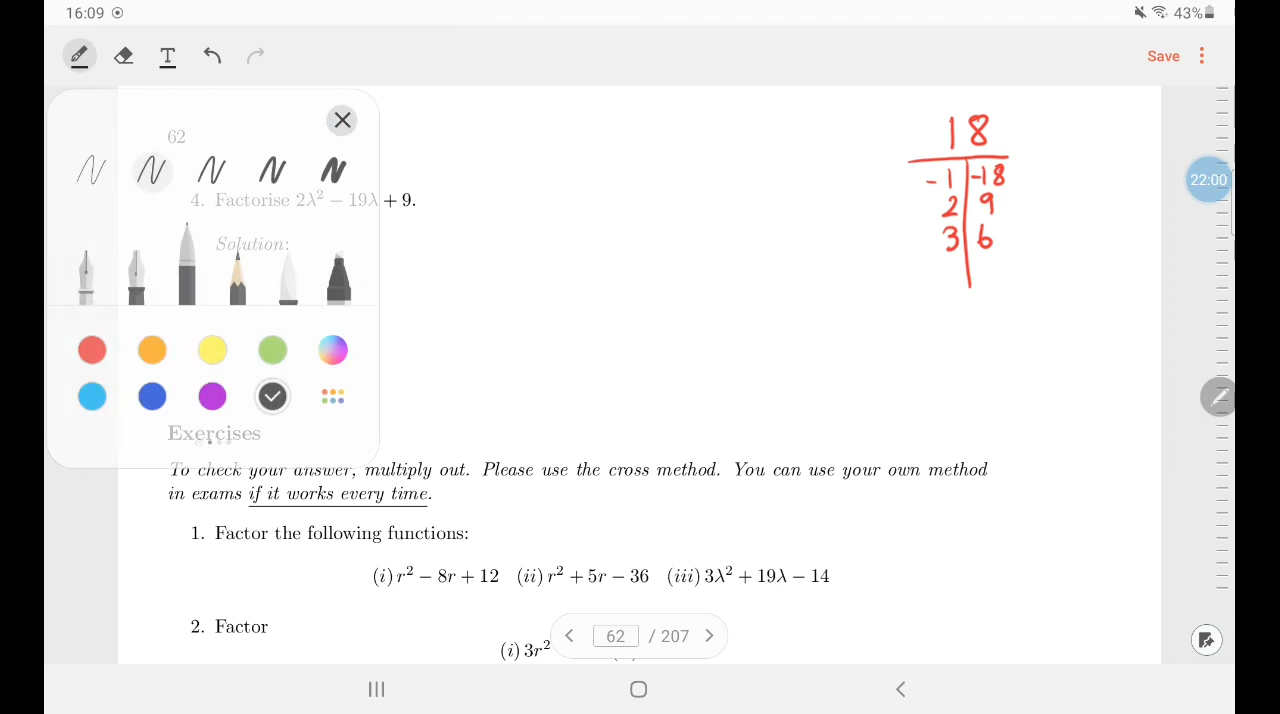 16:09
43%
Save
62
4. Factorise 2λ² − 19λ + 9.
Solution:
18
-1 -18
2 9
3 6
22:00
Exercises
To check your answer, multiply out. Please use the cross method. You can use your own method
in exams if it works every time.
1. Factor the following functions:
(i) r² − 8r + 12 (ii) r² + 5r − 36 (iii) 3λ² + 19λ − 14
2. Factor
(i) 3r²
62 / 207